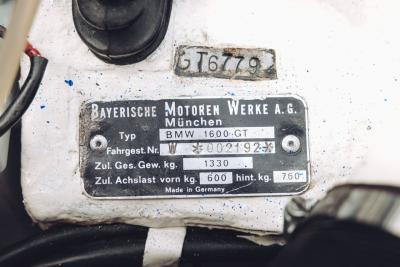 GT6779
BAYERISCHE MOTOREN WERKE A.G.
München
Typ BMW 1600 GT
Fahrgest.Nr. W *002192*
Zul. Ges. Gew. kg. 1330
Zul. Achslast vorn kg. 600 hint. kg. 760
Made in Germany